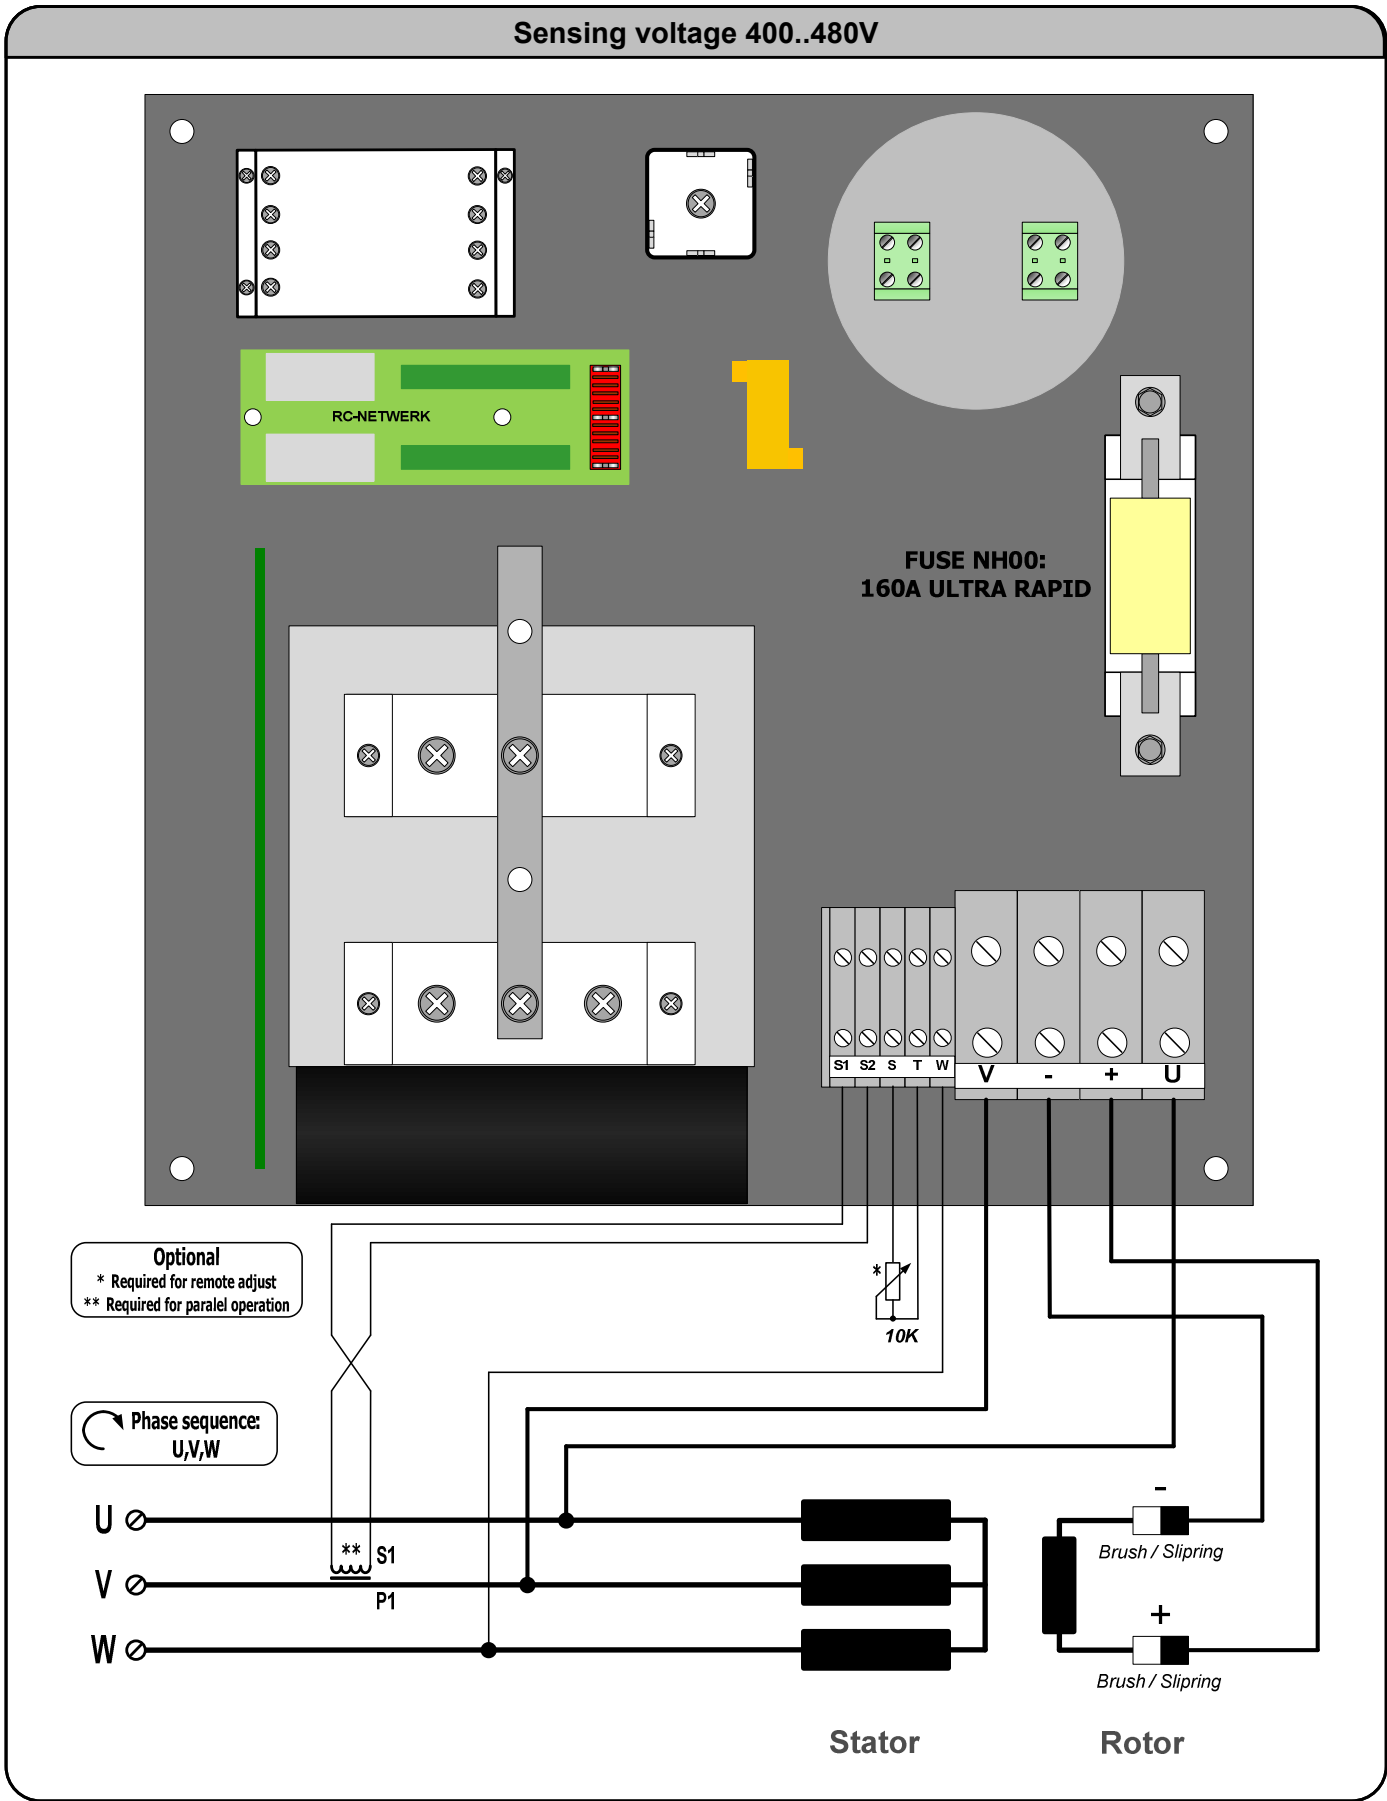 Sensing voltage 400..480V
RC-NETWERK
FUSE NH00:
160A ULTRA RAPID
S1 S2 S T W V - + U
Optional
* Required for remote adjust
** Required for paralel operation
*
10K
Phase sequence:
U,V,W
U
** S1
V
P1
W
-
Brush / Slipring
+
Brush / Slipring
Stator
Rotor